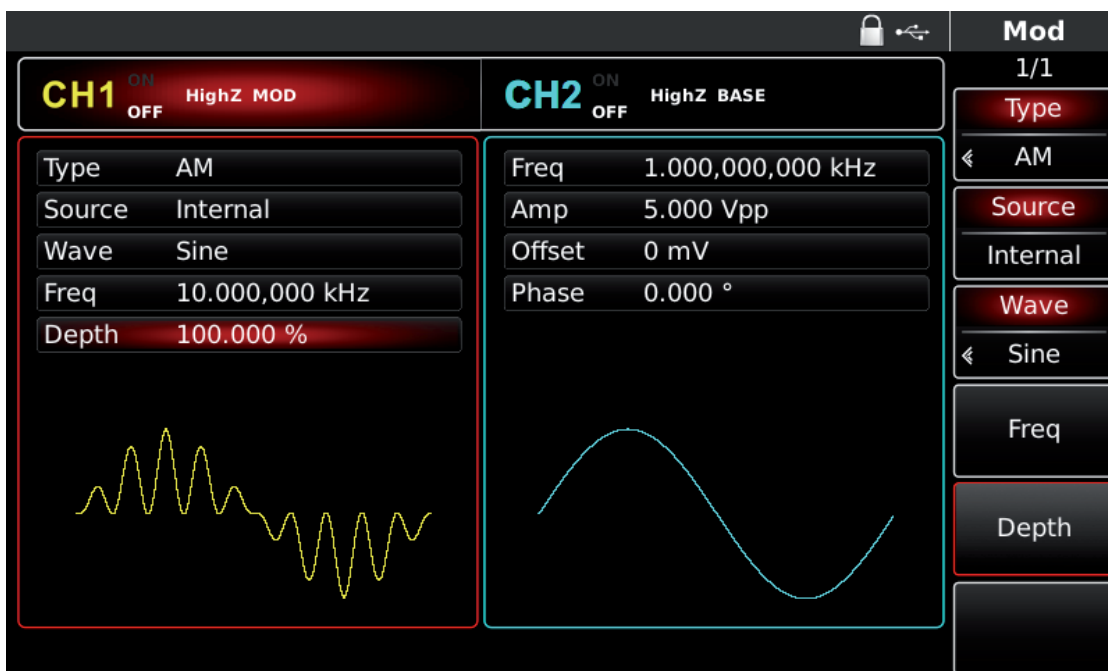 Mod
1/1
CH1 ON OFF HighZ MOD
CH2 ON OFF HighZ BASE
Type AM
Source Internal
Wave Sine
Freq 10.000,000 kHz
Depth 100.000 %
Freq 1.000,000,000 kHz
Amp 5.000 Vpp
Offset 0 mV
Phase 0.000 °
Type
AM
Source
Internal
Wave
Sine
Freq
Depth